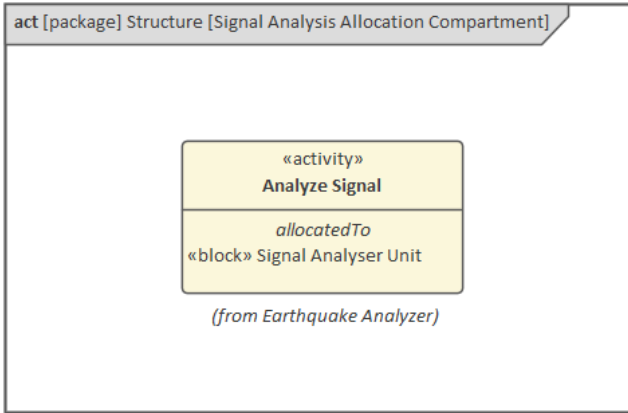 act [package] Structure [Signal Analysis Allocation Compartment]
«activity»
Analyze Signal
allocatedTo
«block» Signal Analyser Unit
(from Earthquake Analyzer)